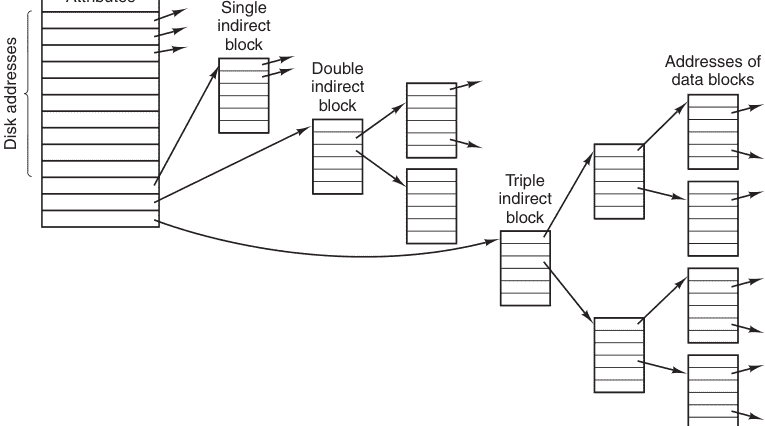 Attributes
Disk addresses
Single
indirect
block
Double
indirect
block
Triple
indirect
block
Addresses of
data blocks